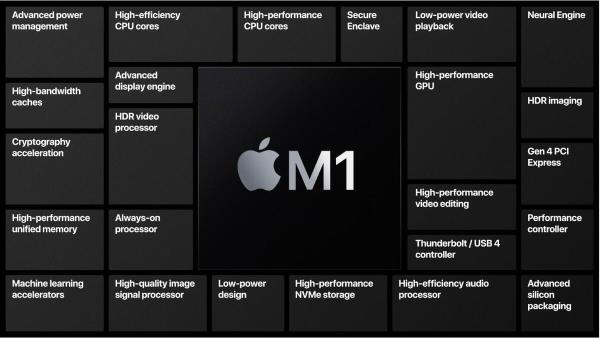 Advanced power
management
High-efficiency
CPU cores
High-performance
CPU cores
Secure
Enclave
Low-power video
playback
Neural Engine
High-bandwidth
caches
Advanced
display engine
High-performance
GPU
HDR imaging
HDR video
processor
Cryptography
acceleration
M1
Gen 4 PCI
Express
High-performance
video editing
High-performance
unified memory
Always-on
processor
Performance
controller
Thunderbolt / USB 4
controller
Machine learning
accelerators
High-quality image
signal processor
Low-power
design
High-performance
NVMe storage
High-efficiency audio
processor
Advanced
silicon
packaging